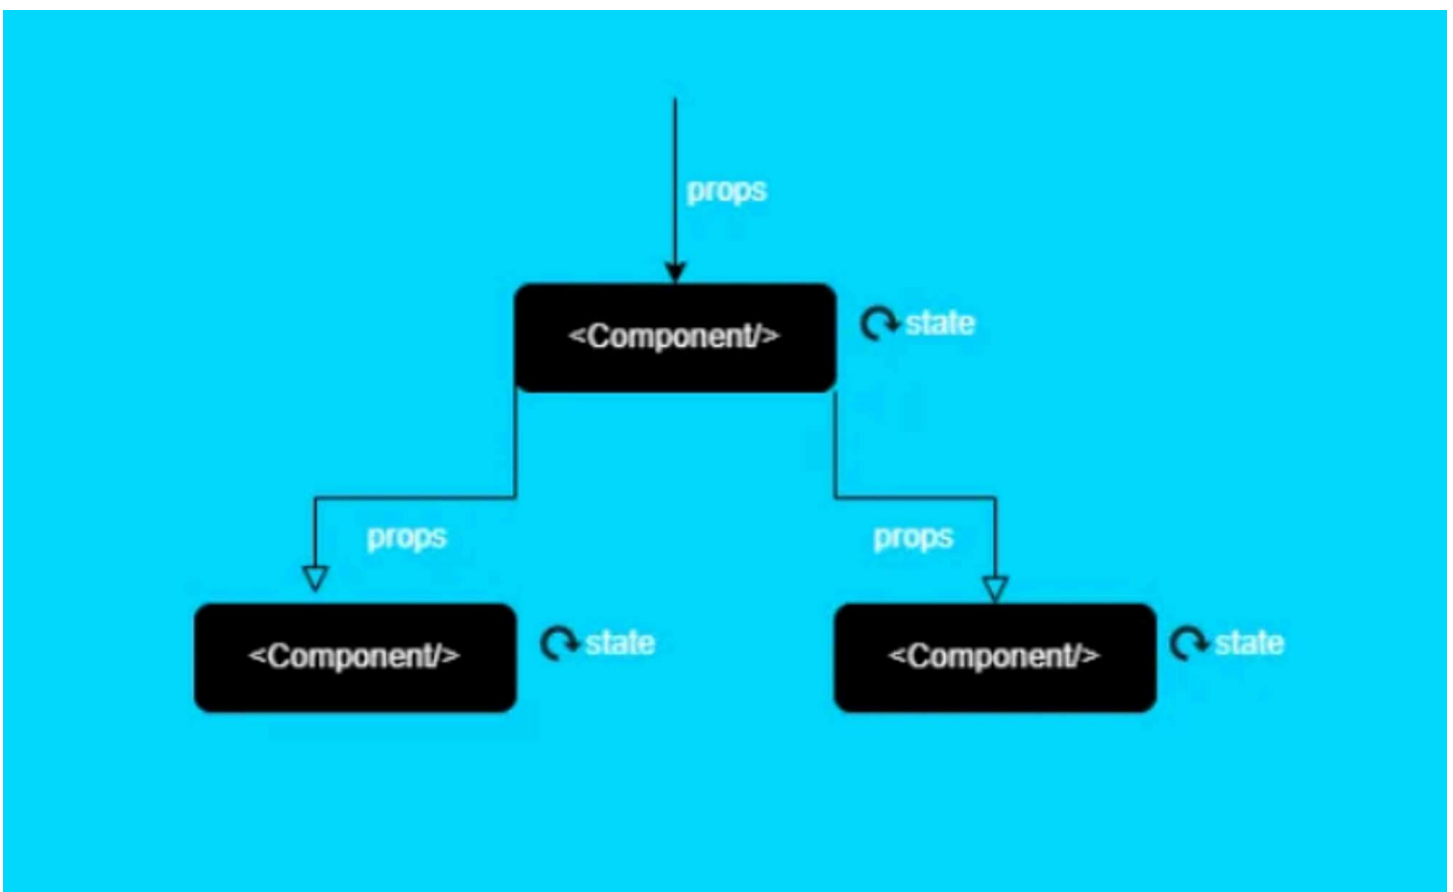 props
<Component/>
state
props
props
<Component/>
state
<Component/>
state